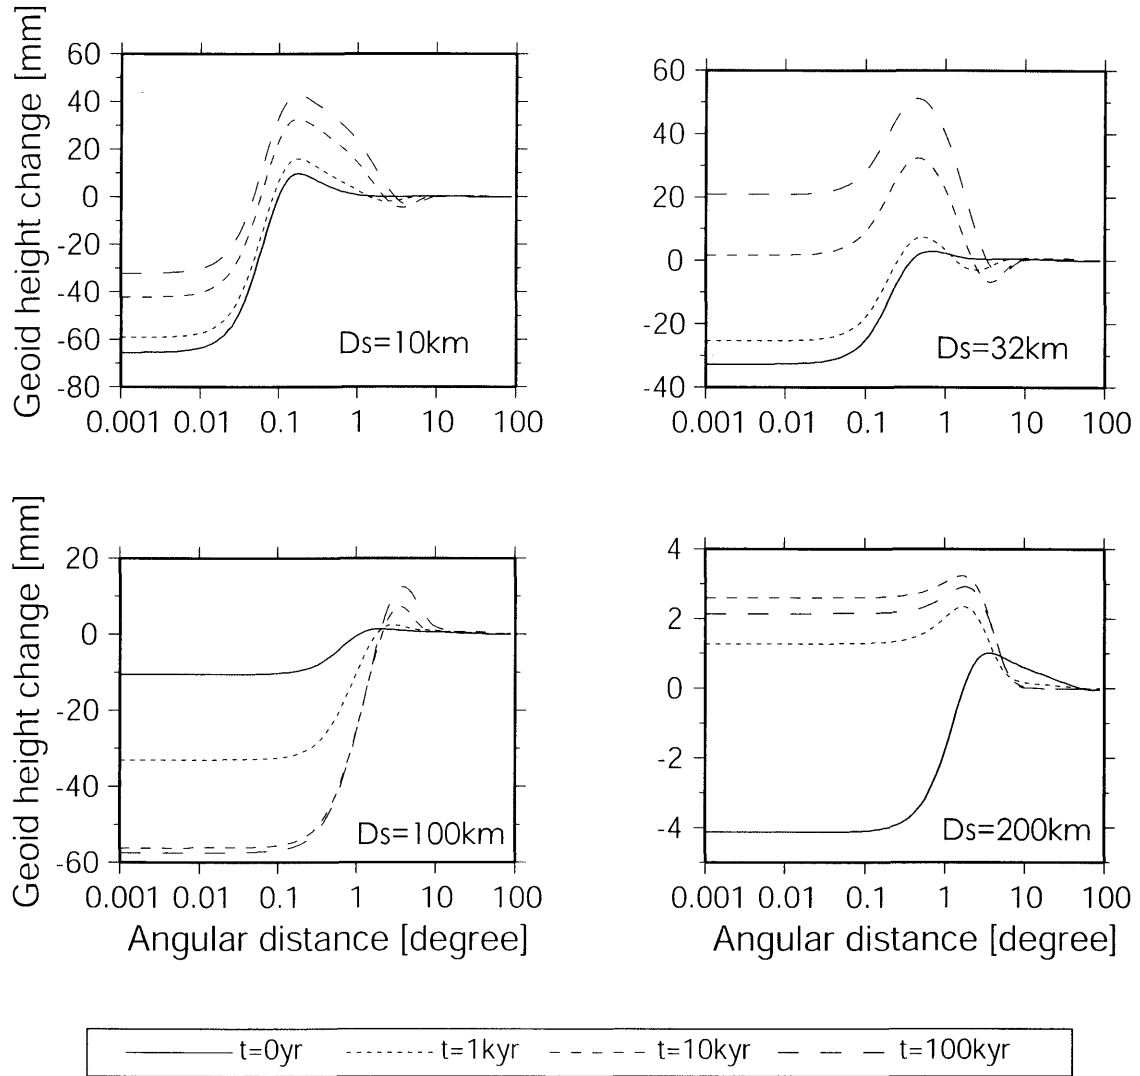 Geoid height change [mm]
60
40
20
0
-20
-40
-60
-80
0.001 0.01 0.1 1 10 100
Ds=10km
60
40
20
0
-20
-40
0.001 0.01 0.1 1 10 100
Ds=32km
Geoid height change [mm]
20
0
-20
-40
-60
0.001 0.01 0.1 1 10 100
Ds=100km
Angular distance [degree]
4
2
0
-2
-4
0.001 0.01 0.1 1 10 100
Ds=200km
Angular distance [degree]
t=0yr t=1kyr t=10kyr t=100kyr